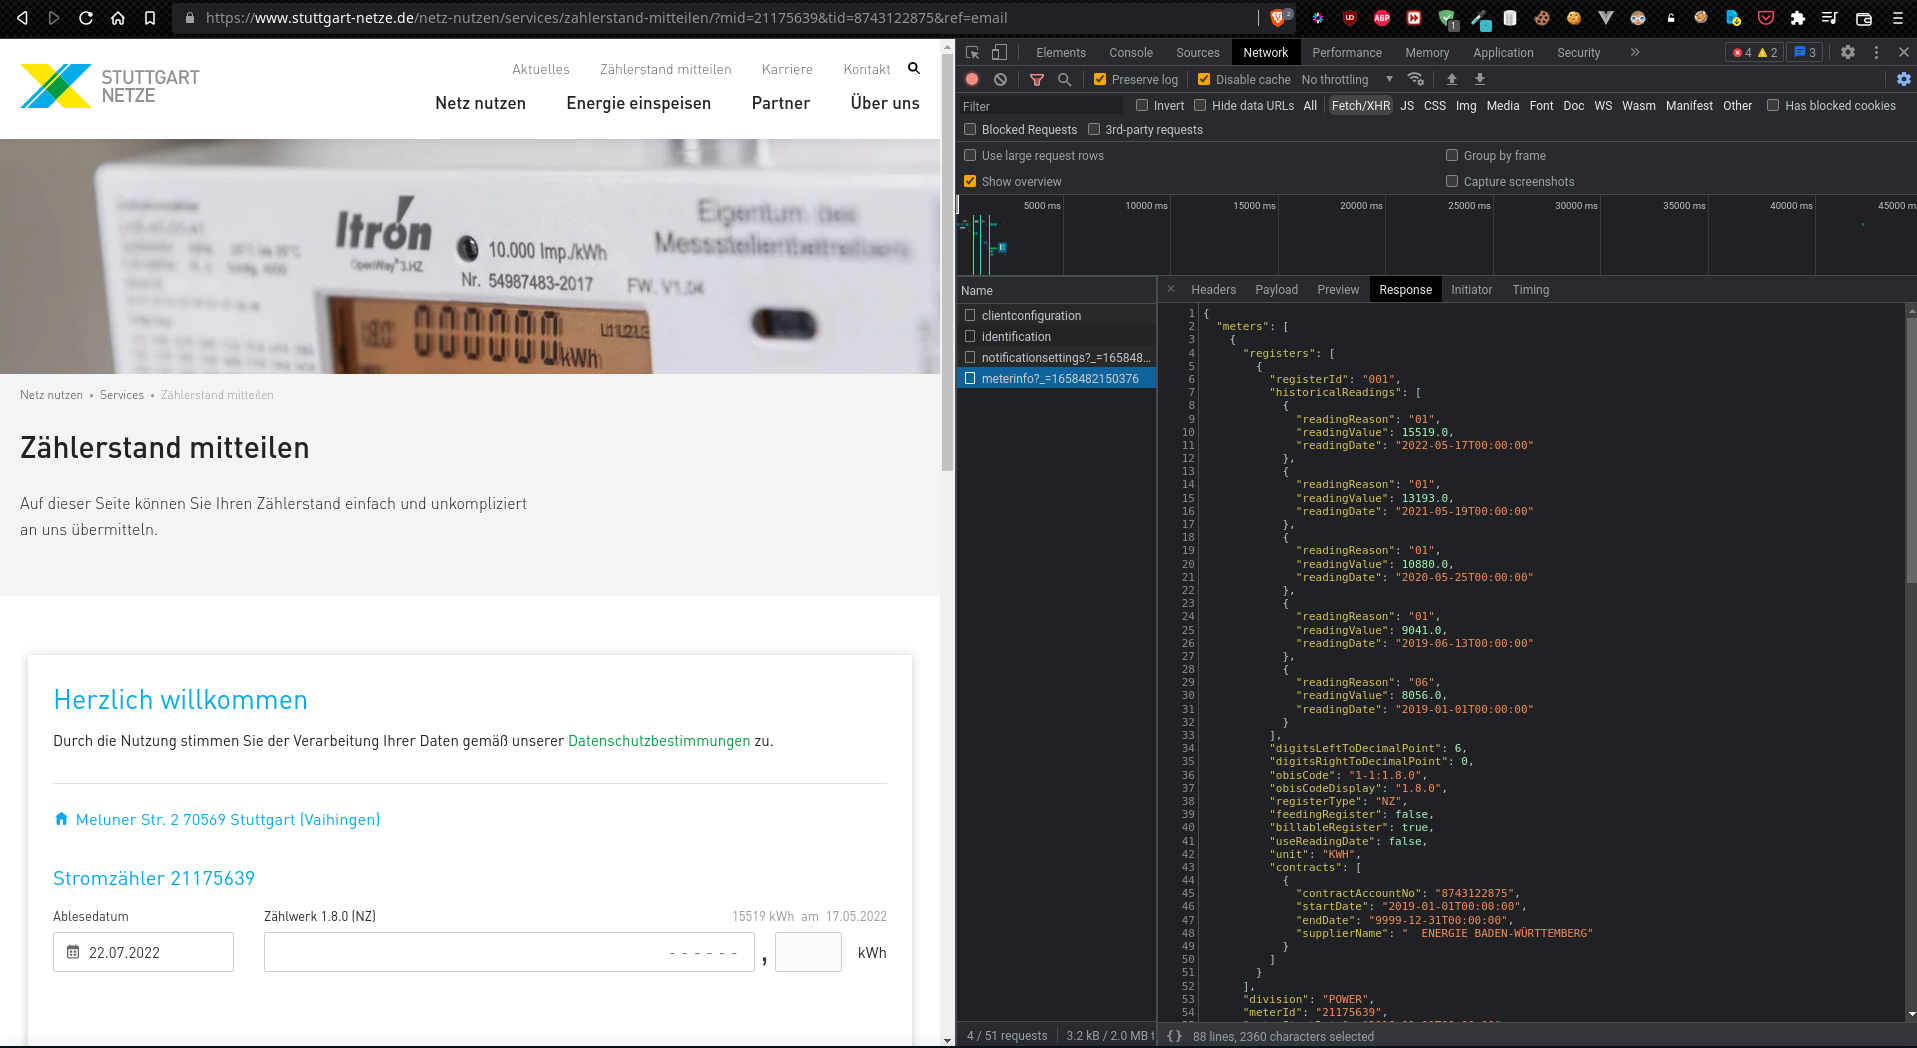 https://www.stuttgart-netze.de/netz-nutzen/services/zahlerstand-mitteilen/?mid=21175639&tid=8743122875&ref=email
STUTTGART
NETZE
Aktuelles Zählerstand mitteilen Karriere Kontakt
Netz nutzen Energie einspeisen Partner Über uns
Itron
OpenWay® 3.HZ
10.000 Imp./kWh
Nr. 54987483-2017
FW. V1.04
Eigentum des
Messstellenbetreibers
1.8.0 000000 kWh L1L2L3
Netz nutzen • Services • Zählerstand mitteilen
Zählerstand mitteilen
Auf dieser Seite können Sie Ihren Zählerstand einfach und unkompliziert
an uns übermitteln.
Herzlich willkommen
Durch die Nutzung stimmen Sie der Verarbeitung Ihrer Daten gemäß unserer Datenschutzbestimmungen zu.
Meluner Str. 2 70569 Stuttgart (Vaihingen)
Stromzähler 21175639
Ablesedatum Zählwerk 1.8.0 (NZ) 15519 kWh am 17.05.2022
22.07.2022 - - - - - - , kWh
Elements Console Sources Network Performance Memory Application Security » 4 2 3
Preserve log Disable cache No throttling
Filter Invert Hide data URLs All Fetch/XHR JS CSS Img Media Font Doc WS Wasm Manifest Other Has blocked cookies
Blocked Requests 3rd-party requests
Use large request rows Group by frame
Show overview Capture screenshots
5000 ms 10000 ms 15000 ms 20000 ms 25000 ms 30000 ms 35000 ms 40000 ms 45000 m
Name
clientconfiguration
identification
notificationsettings?_=165848...
meterinfo?_=1658482150376
× Headers Payload Preview Response Initiator Timing
1 {
2 "meters": [
3 {
4 "registers": [
5 {
6 "registerId": "001",
7 "historicalReadings": [
8 {
9 "readingReason": "01",
10 "readingValue": 15519.0,
11 "readingDate": "2022-05-17T00:00:00"
12 },
13 {
14 "readingReason": "01",
15 "readingValue": 13193.0,
16 "readingDate": "2021-05-19T00:00:00"
17 },
18 {
19 "readingReason": "01",
20 "readingValue": 10880.0,
21 "readingDate": "2020-05-25T00:00:00"
22 },
23 {
24 "readingReason": "01",
25 "readingValue": 9041.0,
26 "readingDate": "2019-06-13T00:00:00"
27 },
28 {
29 "readingReason": "06",
30 "readingValue": 8056.0,
31 "readingDate": "2019-01-01T00:00:00"
32 }
33 ],
34 "digitsLeftToDecimalPoint": 6,
35 "digitsRightToDecimalPoint": 0,
36 "obisCode": "1-1:1.8.0",
37 "obisCodeDisplay": "1.8.0",
38 "registerType": "NZ",
39 "feedingRegister": false,
40 "billableRegister": true,
41 "useReadingDate": false,
42 "unit": "KWH",
43 "contracts": [
44 {
45 "contractAccountNo": "8743122875",
46 "startDate": "2019-01-01T00:00:00",
47 "endDate": "9999-12-31T00:00:00",
48 "supplierName": "  ENERGIE BADEN-WÜRTTEMBERG"
49 }
50 ]
51 }
52 ],
53 "division": "POWER",
54 "meterId": "21175639",
4 / 51 requests 3.2 kB / 2.0 MB t
{} 88 lines, 2360 characters selected